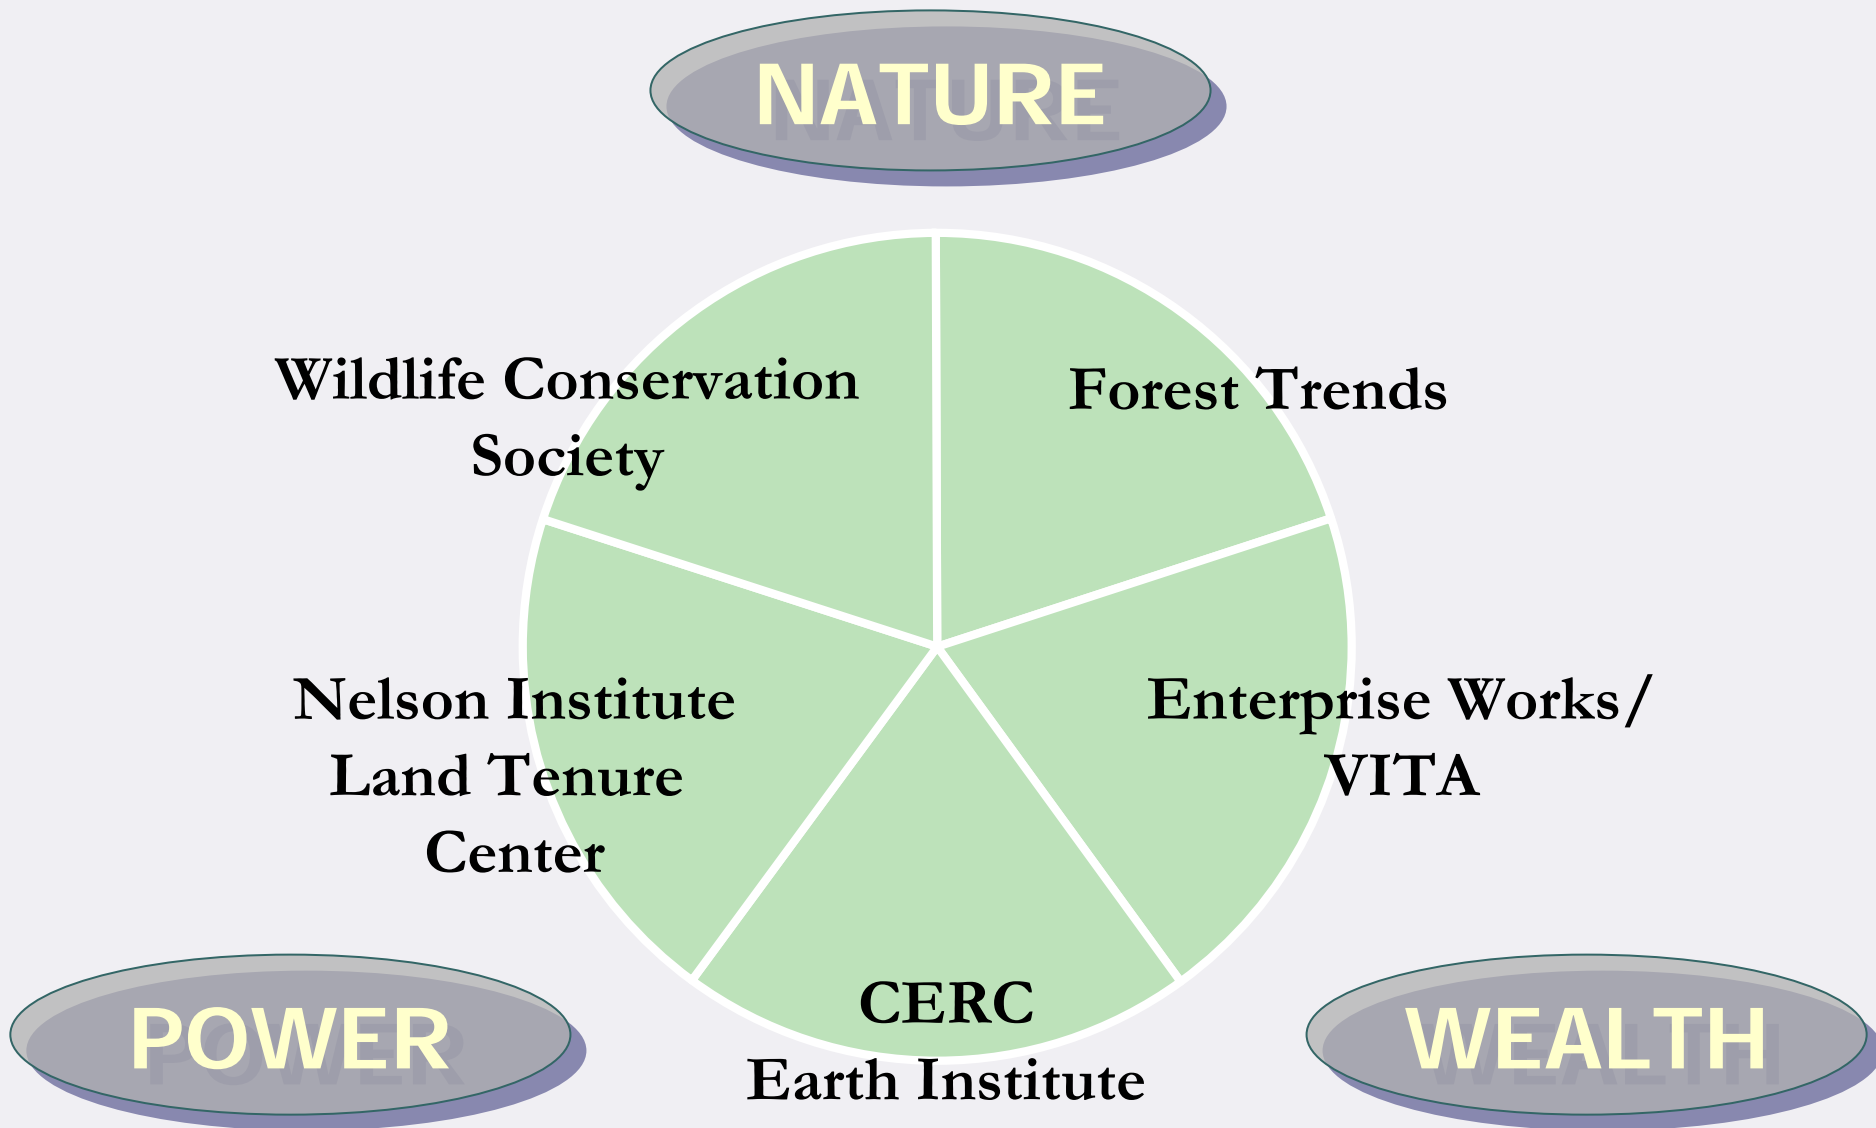 NATURE
Wildlife Conservation
Society
Forest Trends
Nelson Institute
Land Tenure
Center
Enterprise Works/
VITA
CERC
Earth Institute
POWER
WEALTH